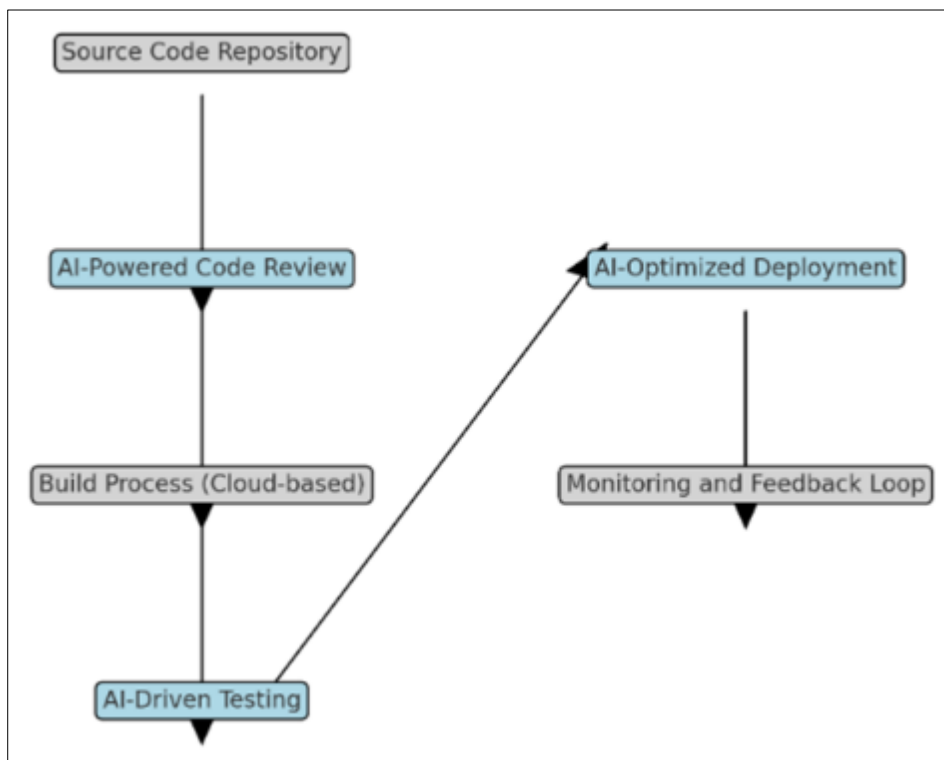 Source Code Repository
AI-Powered Code Review
Build Process (Cloud-based)
AI-Driven Testing
AI-Optimized Deployment
Monitoring and Feedback Loop